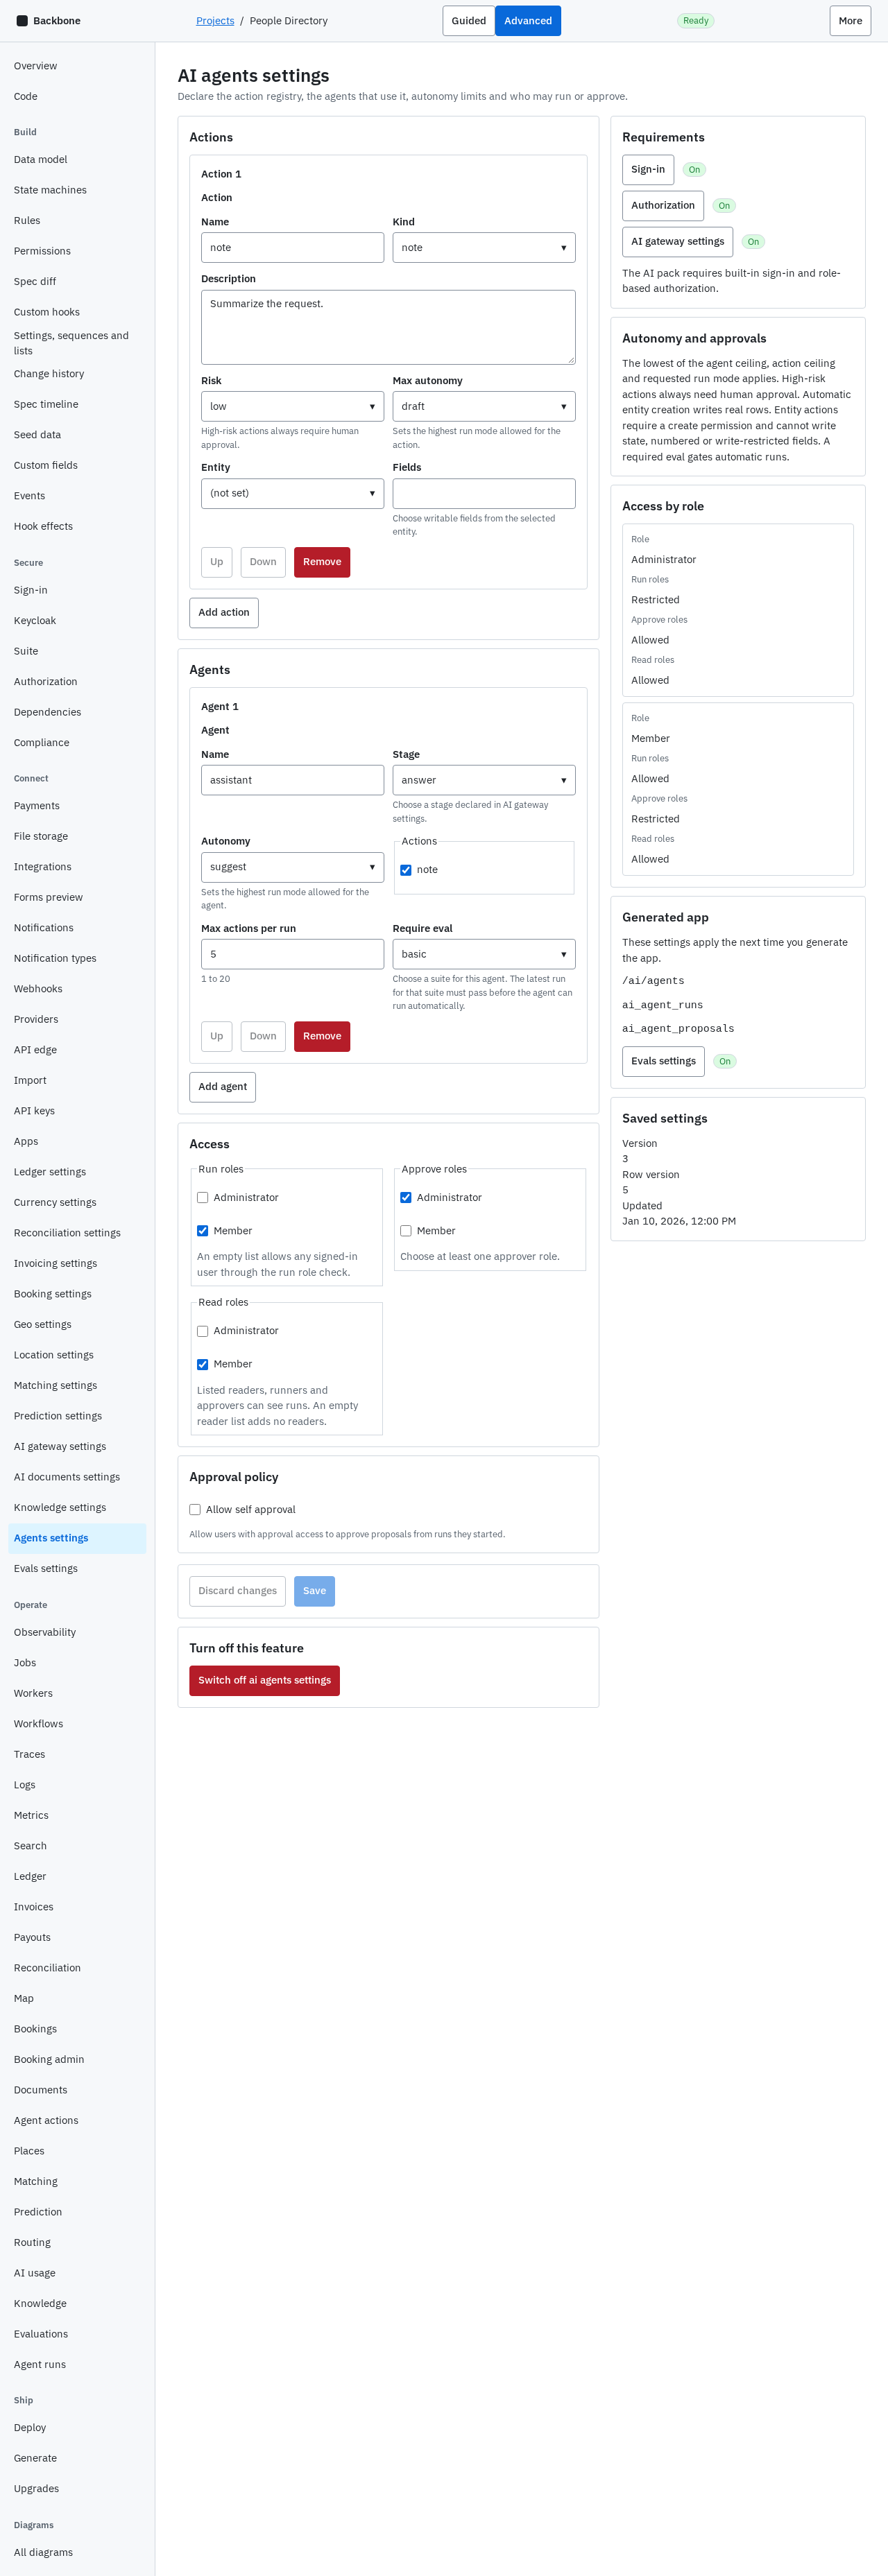 Backbone
Projects / People Directory
Guided
Advanced
Ready
More
Overview
Code
Build
Data model
State machines
Rules
Permissions
Spec diff
Custom hooks
Settings, sequences and
lists
Change history
Spec timeline
Seed data
Custom fields
Events
Hook effects
Secure
Sign-in
Keycloak
Suite
Authorization
Dependencies
Compliance
Connect
Payments
File storage
Integrations
Forms preview
Notifications
Notification types
Webhooks
Providers
API edge
Import
API keys
Apps
Ledger settings
Currency settings
Reconciliation settings
Invoicing settings
Booking settings
Geo settings
Location settings
Matching settings
Prediction settings
AI gateway settings
AI documents settings
Knowledge settings
Agents settings
Evals settings
Operate
Observability
Jobs
Workers
Workflows
Traces
Logs
Metrics
Search
Ledger
Invoices
Payouts
Reconciliation
Map
Bookings
Booking admin
Documents
Agent actions
Places
Matching
Prediction
Routing
AI usage
Knowledge
Evaluations
Agent runs
Ship
Deploy
Generate
Upgrades
Diagrams
All diagrams
AI agents settings
Declare the action registry, the agents that use it, autonomy limits and who may run or approve.
Actions
Action 1
Action
Name
Kind
note
note
Description
Summarize the request.
Risk
Max autonomy
low
draft
High-risk actions always require human
approval.
Sets the highest run mode allowed for the
action.
Entity
Fields
(not set)
Choose writable fields from the selected
entity.
Up
Down
Remove
Add action
Agents
Agent 1
Agent
Name
Stage
assistant
answer
Choose a stage declared in AI gateway
settings.
Autonomy
Actions
suggest
note
Sets the highest run mode allowed for the
agent.
Max actions per run
Require eval
5
basic
1 to 20
Choose a suite for this agent. The latest run
for that suite must pass before the agent can
run automatically.
Up
Down
Remove
Add agent
Access
Run roles
Administrator
Member
An empty list allows any signed-in
user through the run role check.
Approve roles
Administrator
Member
Choose at least one approver role.
Read roles
Administrator
Member
Listed readers, runners and
approvers can see runs. An empty
reader list adds no readers.
Approval policy
Allow self approval
Allow users with approval access to approve proposals from runs they started.
Discard changes
Save
Turn off this feature
Switch off ai agents settings
Requirements
Sign-in
On
Authorization
On
AI gateway settings
On
The AI pack requires built-in sign-in and role-
based authorization.
Autonomy and approvals
The lowest of the agent ceiling, action ceiling
and requested run mode applies. High-risk
actions always need human approval. Automatic
entity creation writes real rows. Entity actions
require a create permission and cannot write
state, numbered or write-restricted fields. A
required eval gates automatic runs.
Access by role
Role
Administrator
Run roles
Restricted
Approve roles
Allowed
Read roles
Allowed
Role
Member
Run roles
Allowed
Approve roles
Restricted
Read roles
Allowed
Generated app
These settings apply the next time you generate
the app.
/ai/agents
ai_agent_runs
ai_agent_proposals
Evals settings
On
Saved settings
Version
3
Row version
5
Updated
Jan 10, 2026, 12:00 PM